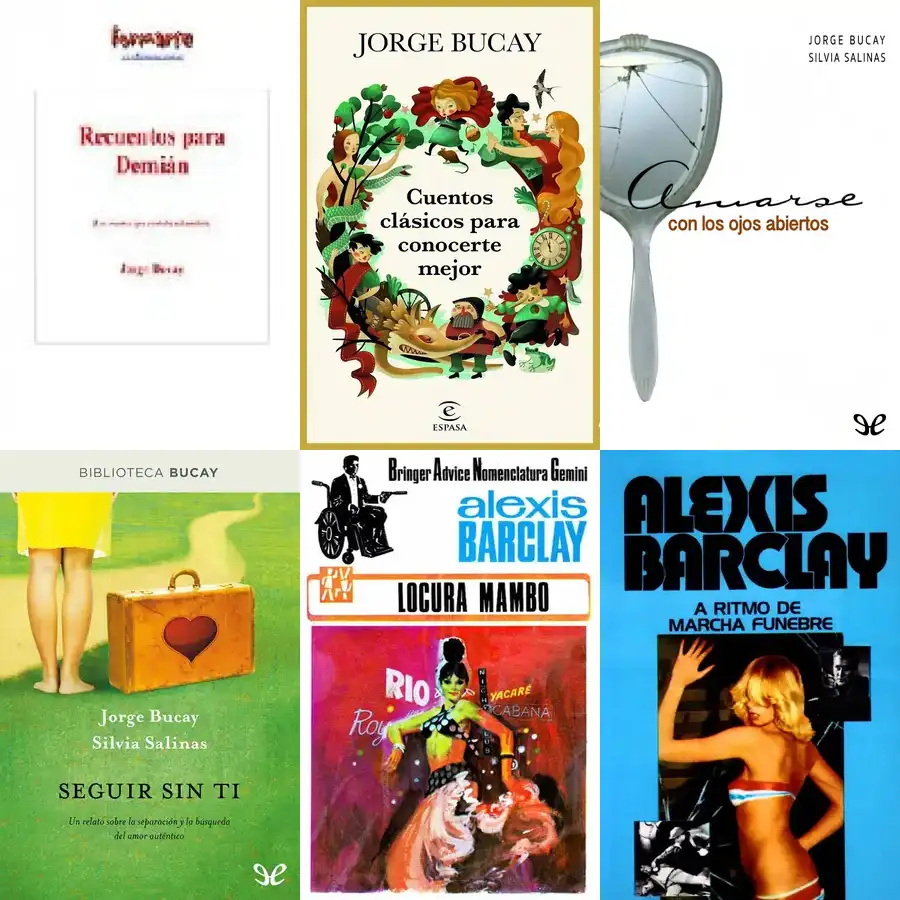 formarte
Recuentos para
Demián
Jorge Bucay
JORGE BUCAY
Cuentos
clásicos para
conocerte
mejor
ESPASA
JORGE BUCAY
SILVIA SALINAS
Amarse
con los ojos abiertos
BIBLIOTECA BUCAY
Jorge Bucay
Silvia Salinas
SEGUIR SIN TI
Un relato sobre la separación y la búsqueda
del amor auténtico
Bringer Advice Nomenclatura Gemini
alexis
BARCLAY
LOCURA MAMBO
RIO
YACARÉ
Roy
CABANA
ALEXIS
BARCLAY
A RITMO DE
MARCHA FUNEBRE